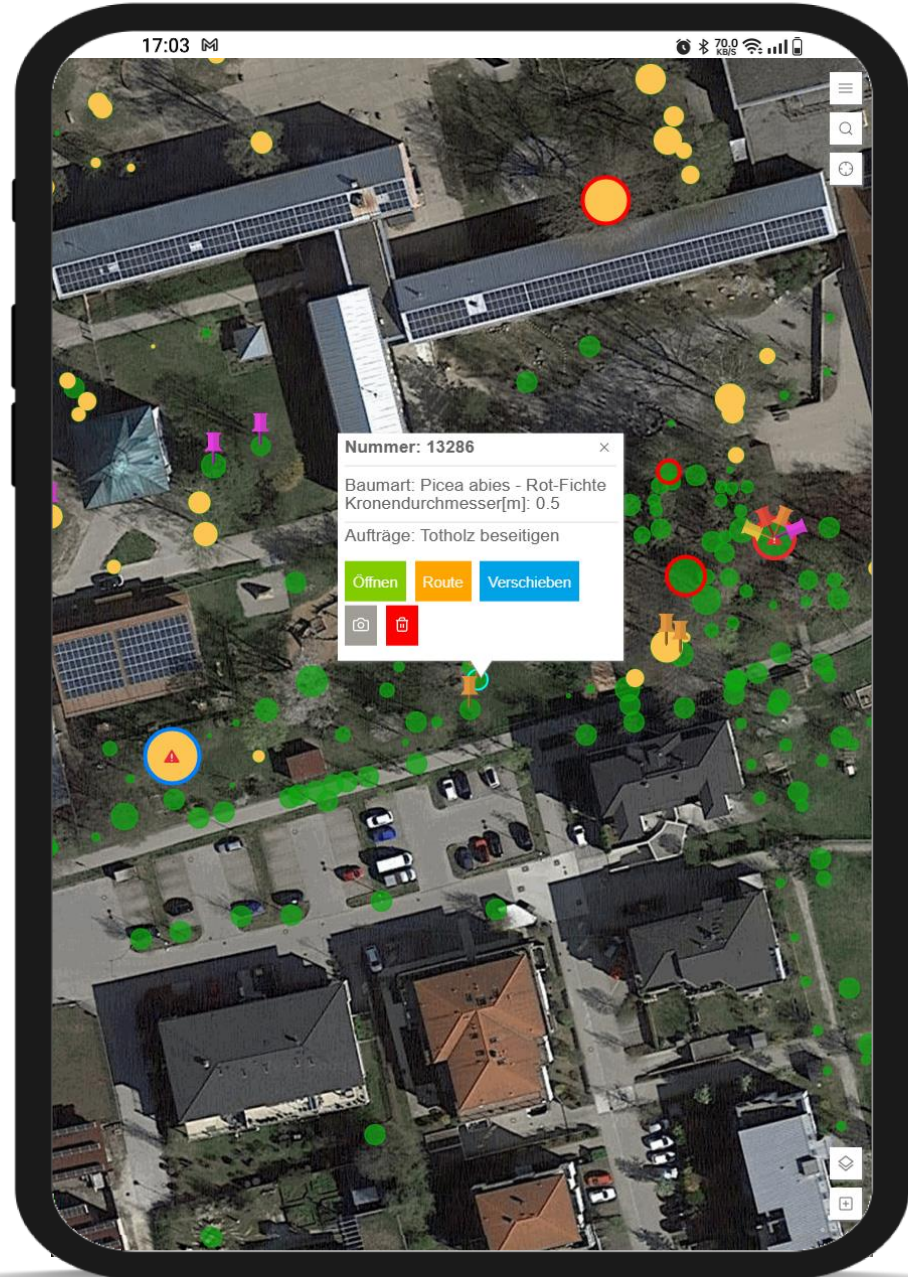 17:03
70.0
KB/S
Nummer: 13286
Baumart: Picea abies - Rot-Fichte
Kronendurchmesser[m]: 0.5
Aufträge: Totholz beseitigen
Öffnen Route Verschieben